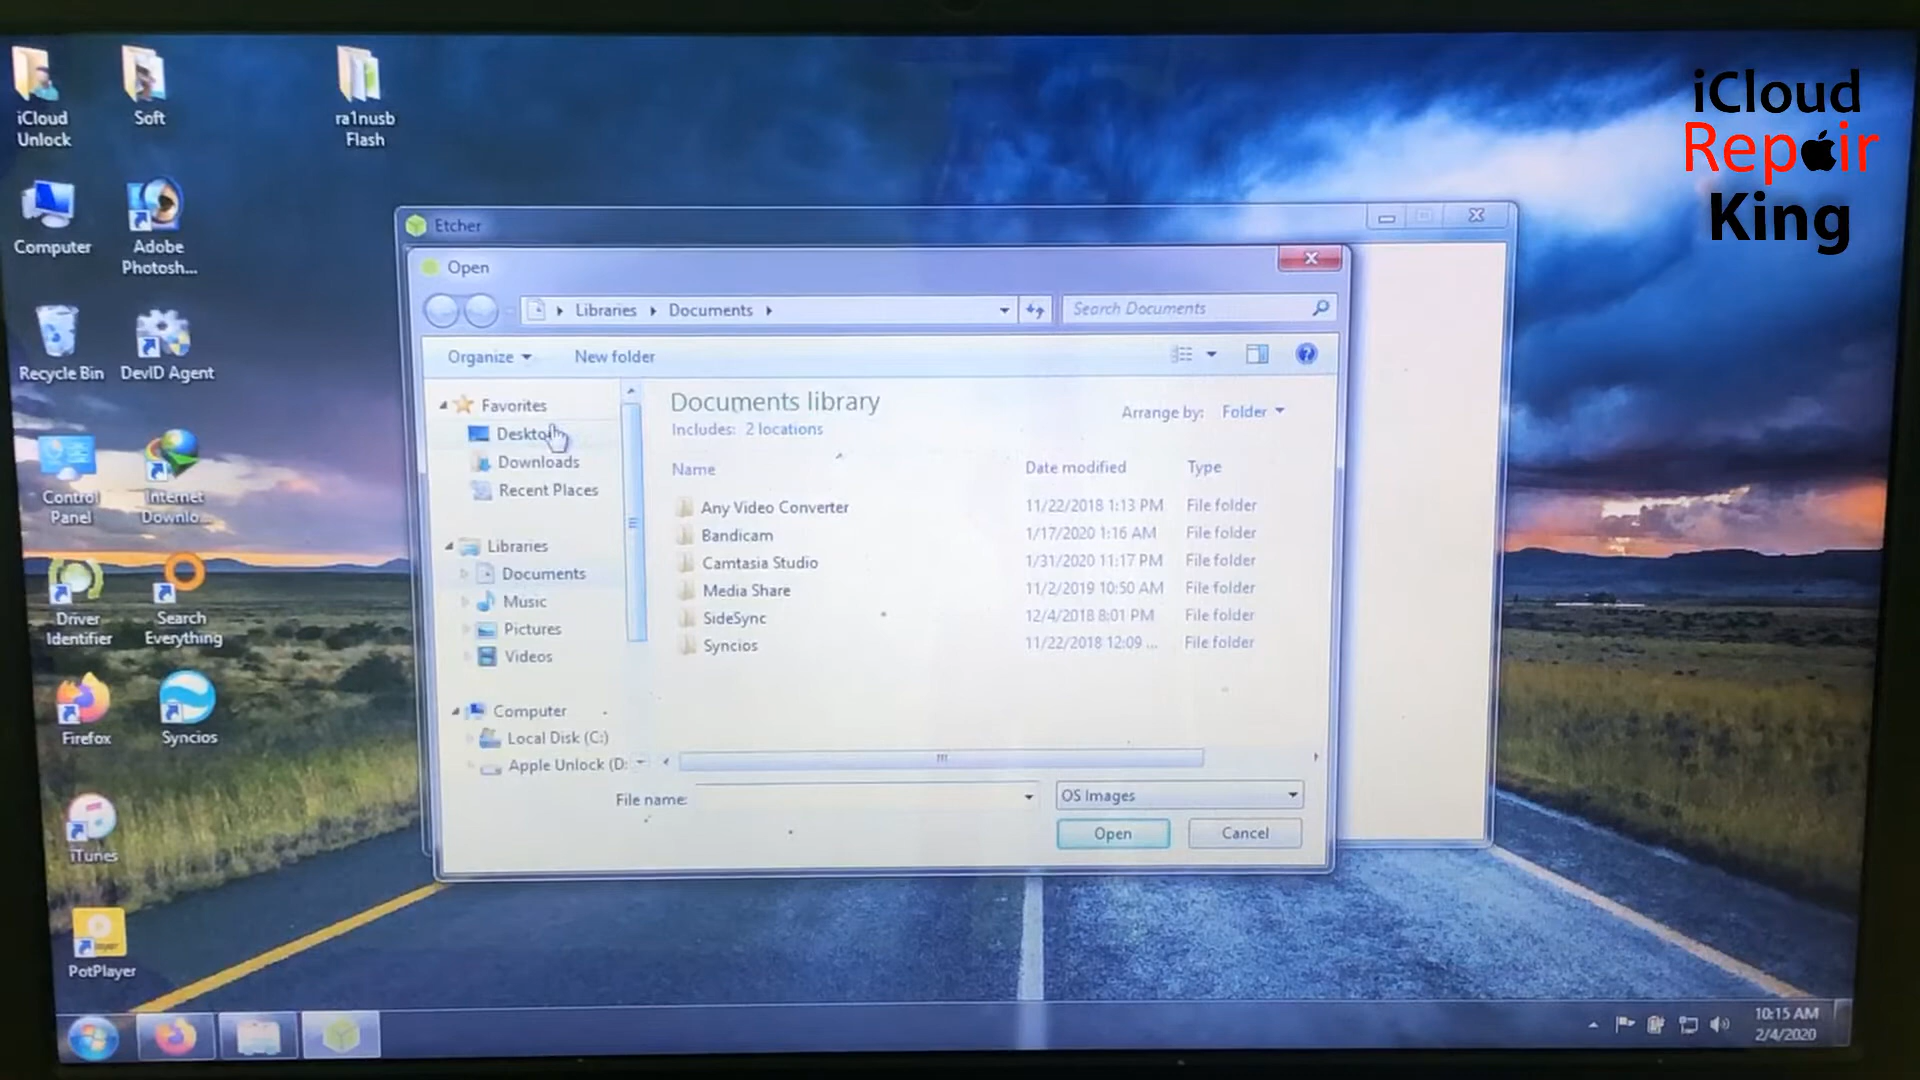 iCloud
Unlock
Soft
ra1nusb
Flash
iCloud
Repair
King
Computer
Adobe
Photosh...
Recycle Bin
DevID Agent
Control
Panel
Internet
Downlo...
Driver
Identifier
Search
Everything
Firefox
Syncios
iTunes
PotPlayer
Etcher
Open
Libraries
Documents
Search Documents
Organize
New folder
Favorites
Desktop
Downloads
Recent Places
Libraries
Documents
Music
Pictures
Videos
Computer
Local Disk (C:)
Apple Unlock (D:
Documents library
Includes: 2 locations
Arrange by: Folder
Name Date modified Type
Any Video Converter 11/22/2018 1:13 PM File folder
Bandicam 1/17/2020 1:16 AM File folder
Camtasia Studio 1/31/2020 11:17 PM File folder
Media Share 11/2/2019 10:50 AM File folder
SideSync 12/4/2018 8:01 PM File folder
Syncios 11/22/2018 12:09 ... File folder
File name:
OS Images
Open
Cancel
10:15 AM
2/4/2020